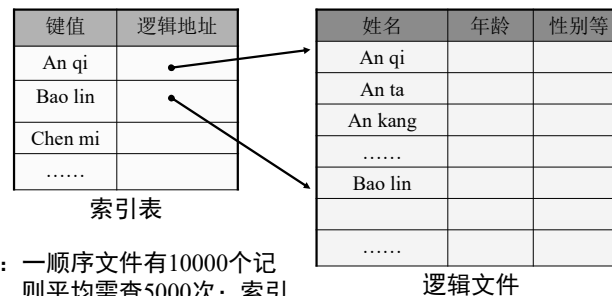 键值 逻辑地址
An qi
Bao lin
Chen mi
……
索引表
姓名 年龄 性别等
An qi
An ta
An kang
……
Bao lin
……
逻辑文件
：一顺序文件有10000个记
则平均需查5000次；索引